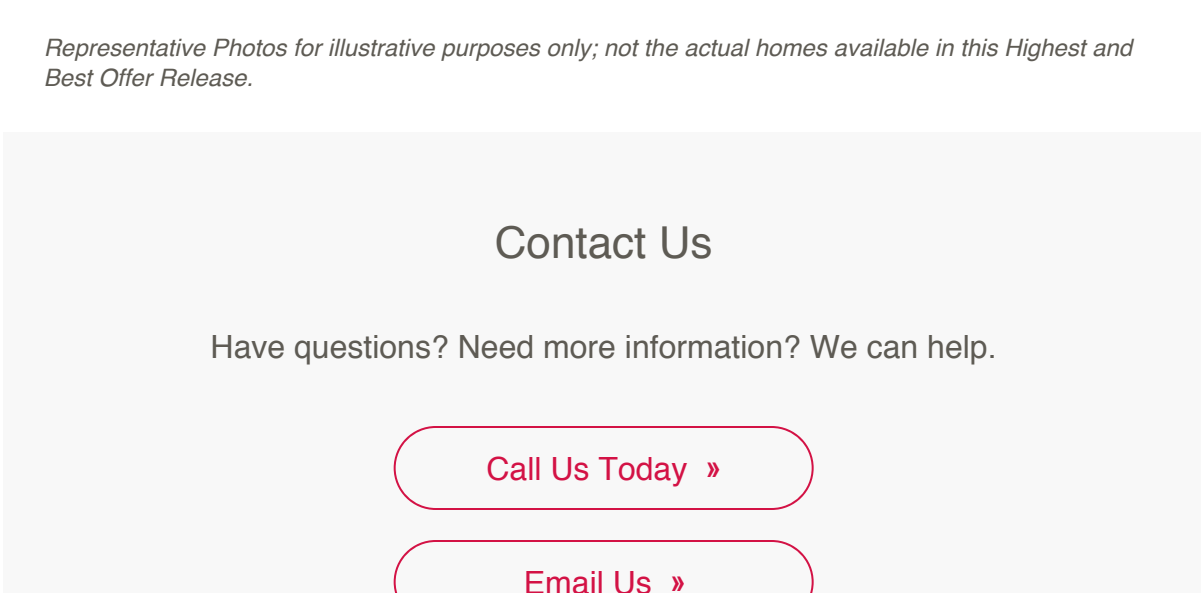 Representative Photos for illustrative purposes only; not the actual homes available in this Highest and
Best Offer Release.
Contact Us
Have questions? Need more information? We can help.
Call Us Today »
Email Us »